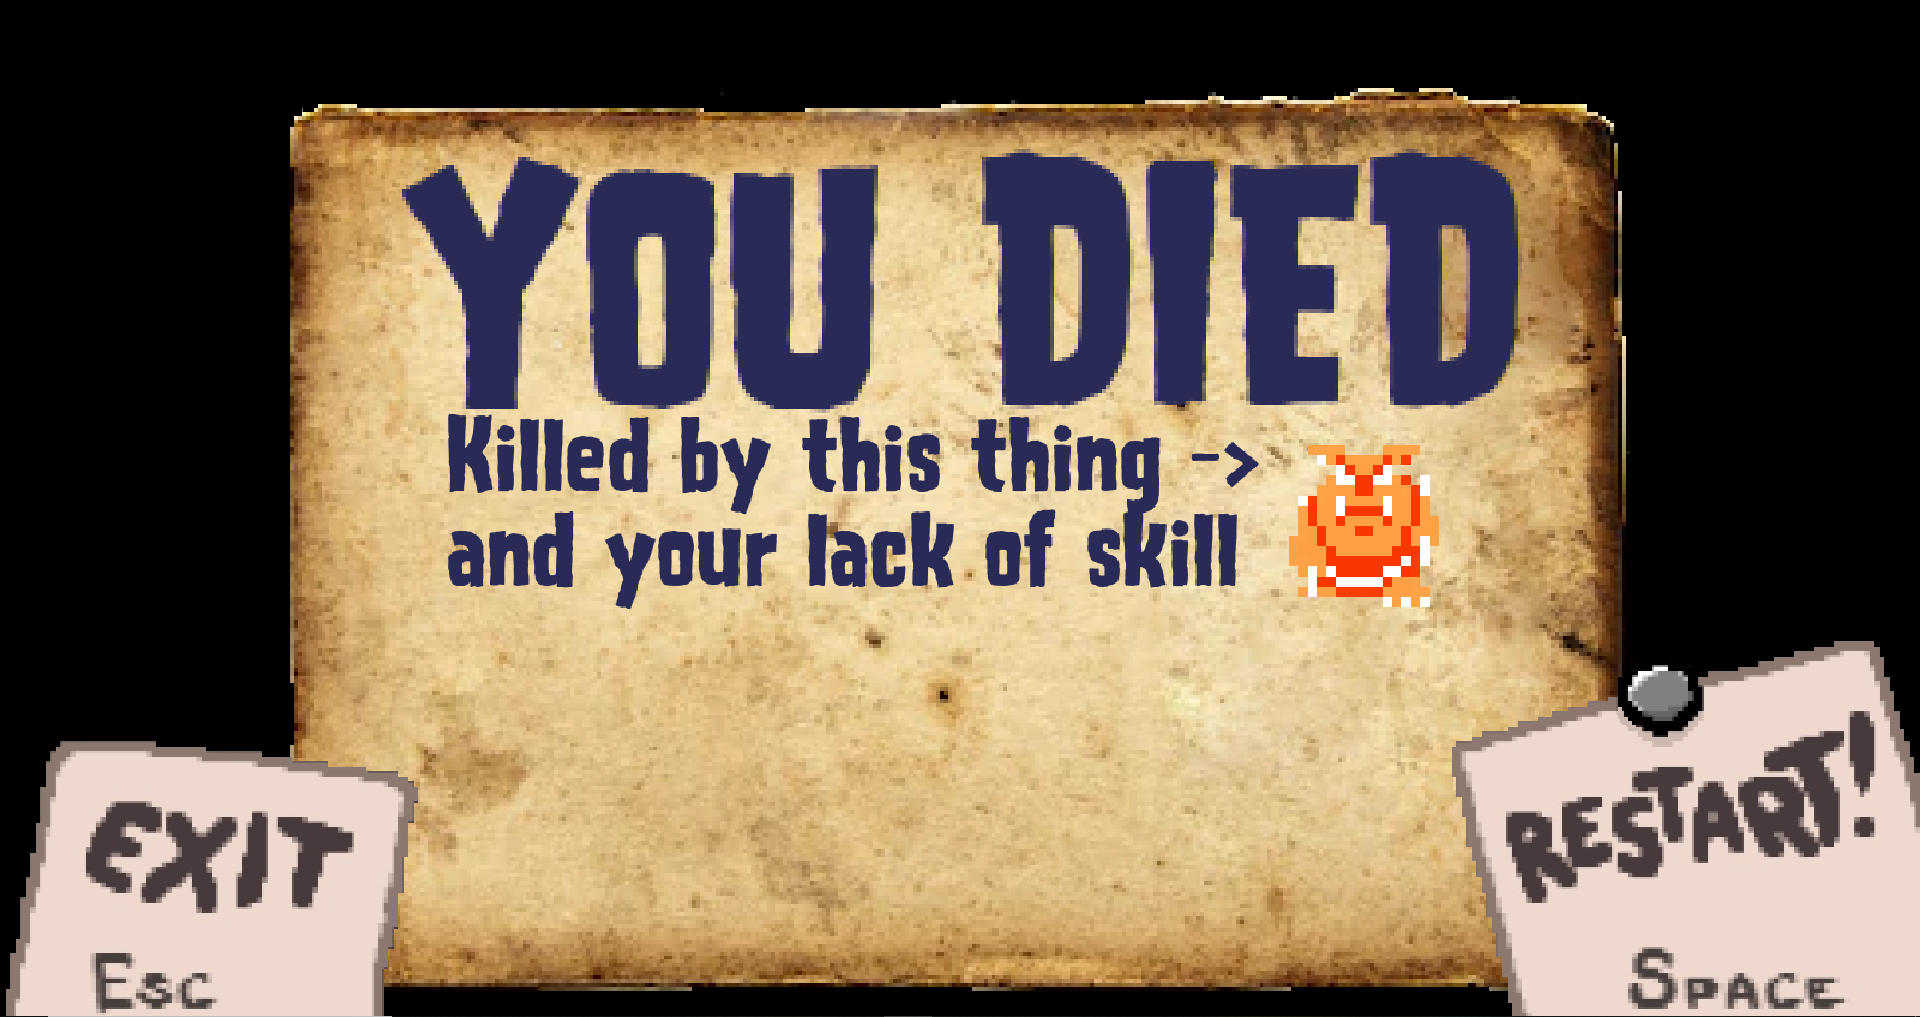 YOU DIED
Killed by this thing ->
and your lack of skill
EXIT
Esc
RESTART!
SPACE